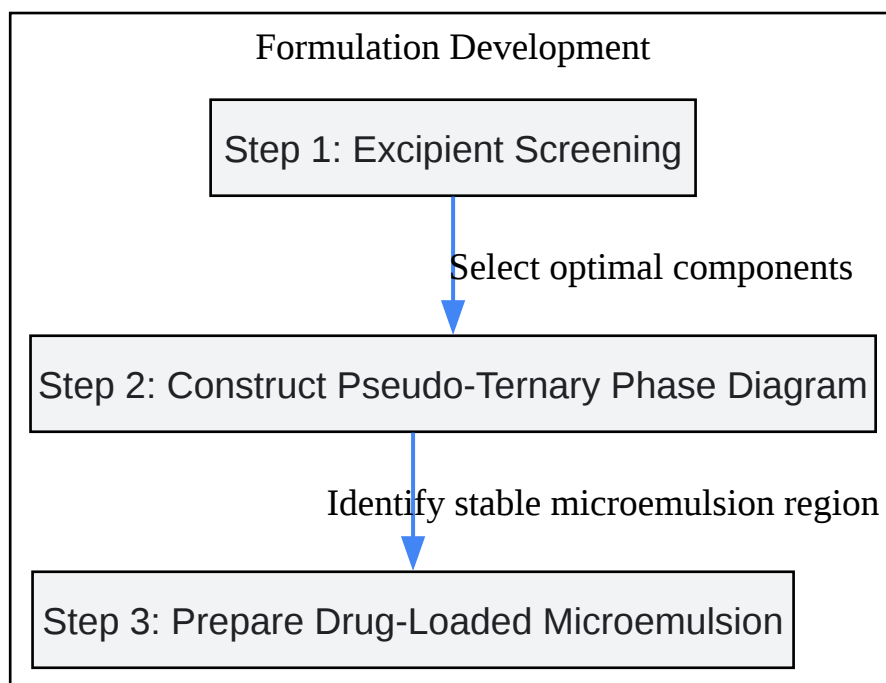 Formulation Development
Step 1: Excipient Screening
Select optimal components
Step 2: Construct Pseudo-Ternary Phase Diagram
Identify stable microemulsion region
Step 3: Prepare Drug-Loaded Microemulsion